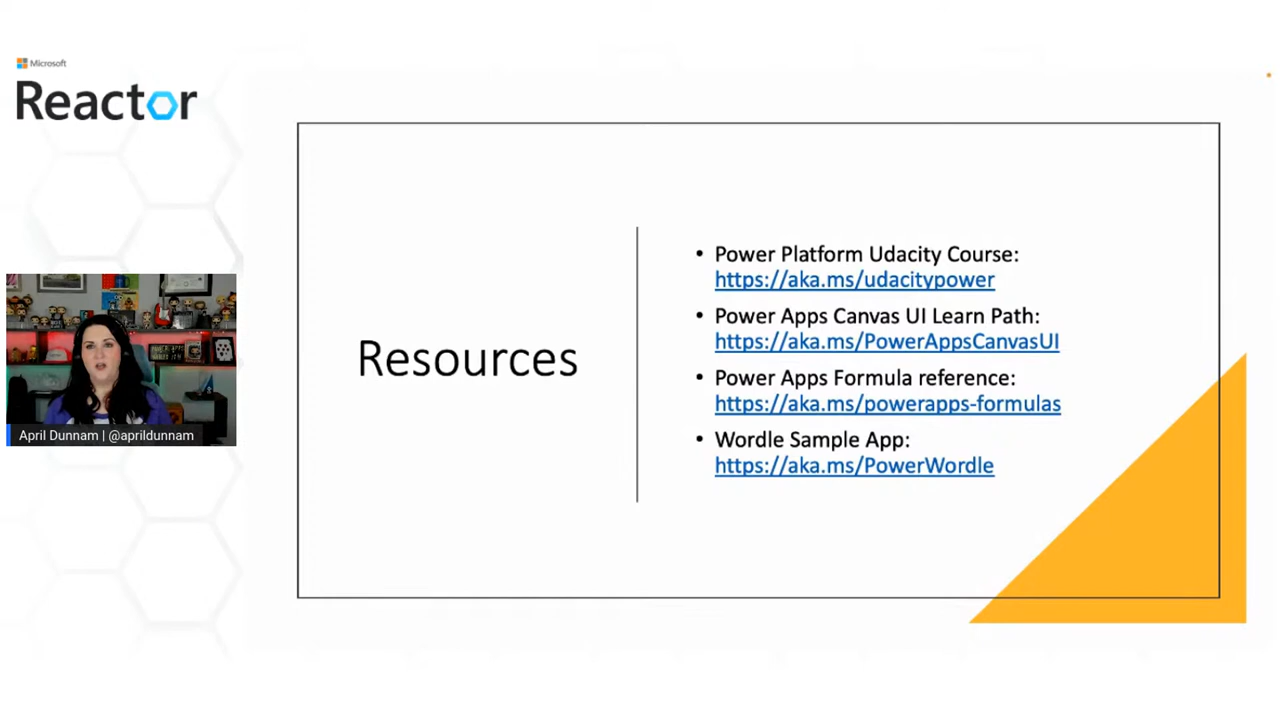 Microsoft
Reactor
Resources
• Power Platform Udacity Course:
https://aka.ms/udacitypower
• Power Apps Canvas UI Learn Path:
https://aka.ms/PowerAppsCanvasUI
• Power Apps Formula reference:
https://aka.ms/powerapps-formulas
• Wordle Sample App:
https://aka.ms/PowerWordle
April Dunnam | @aprildunnam